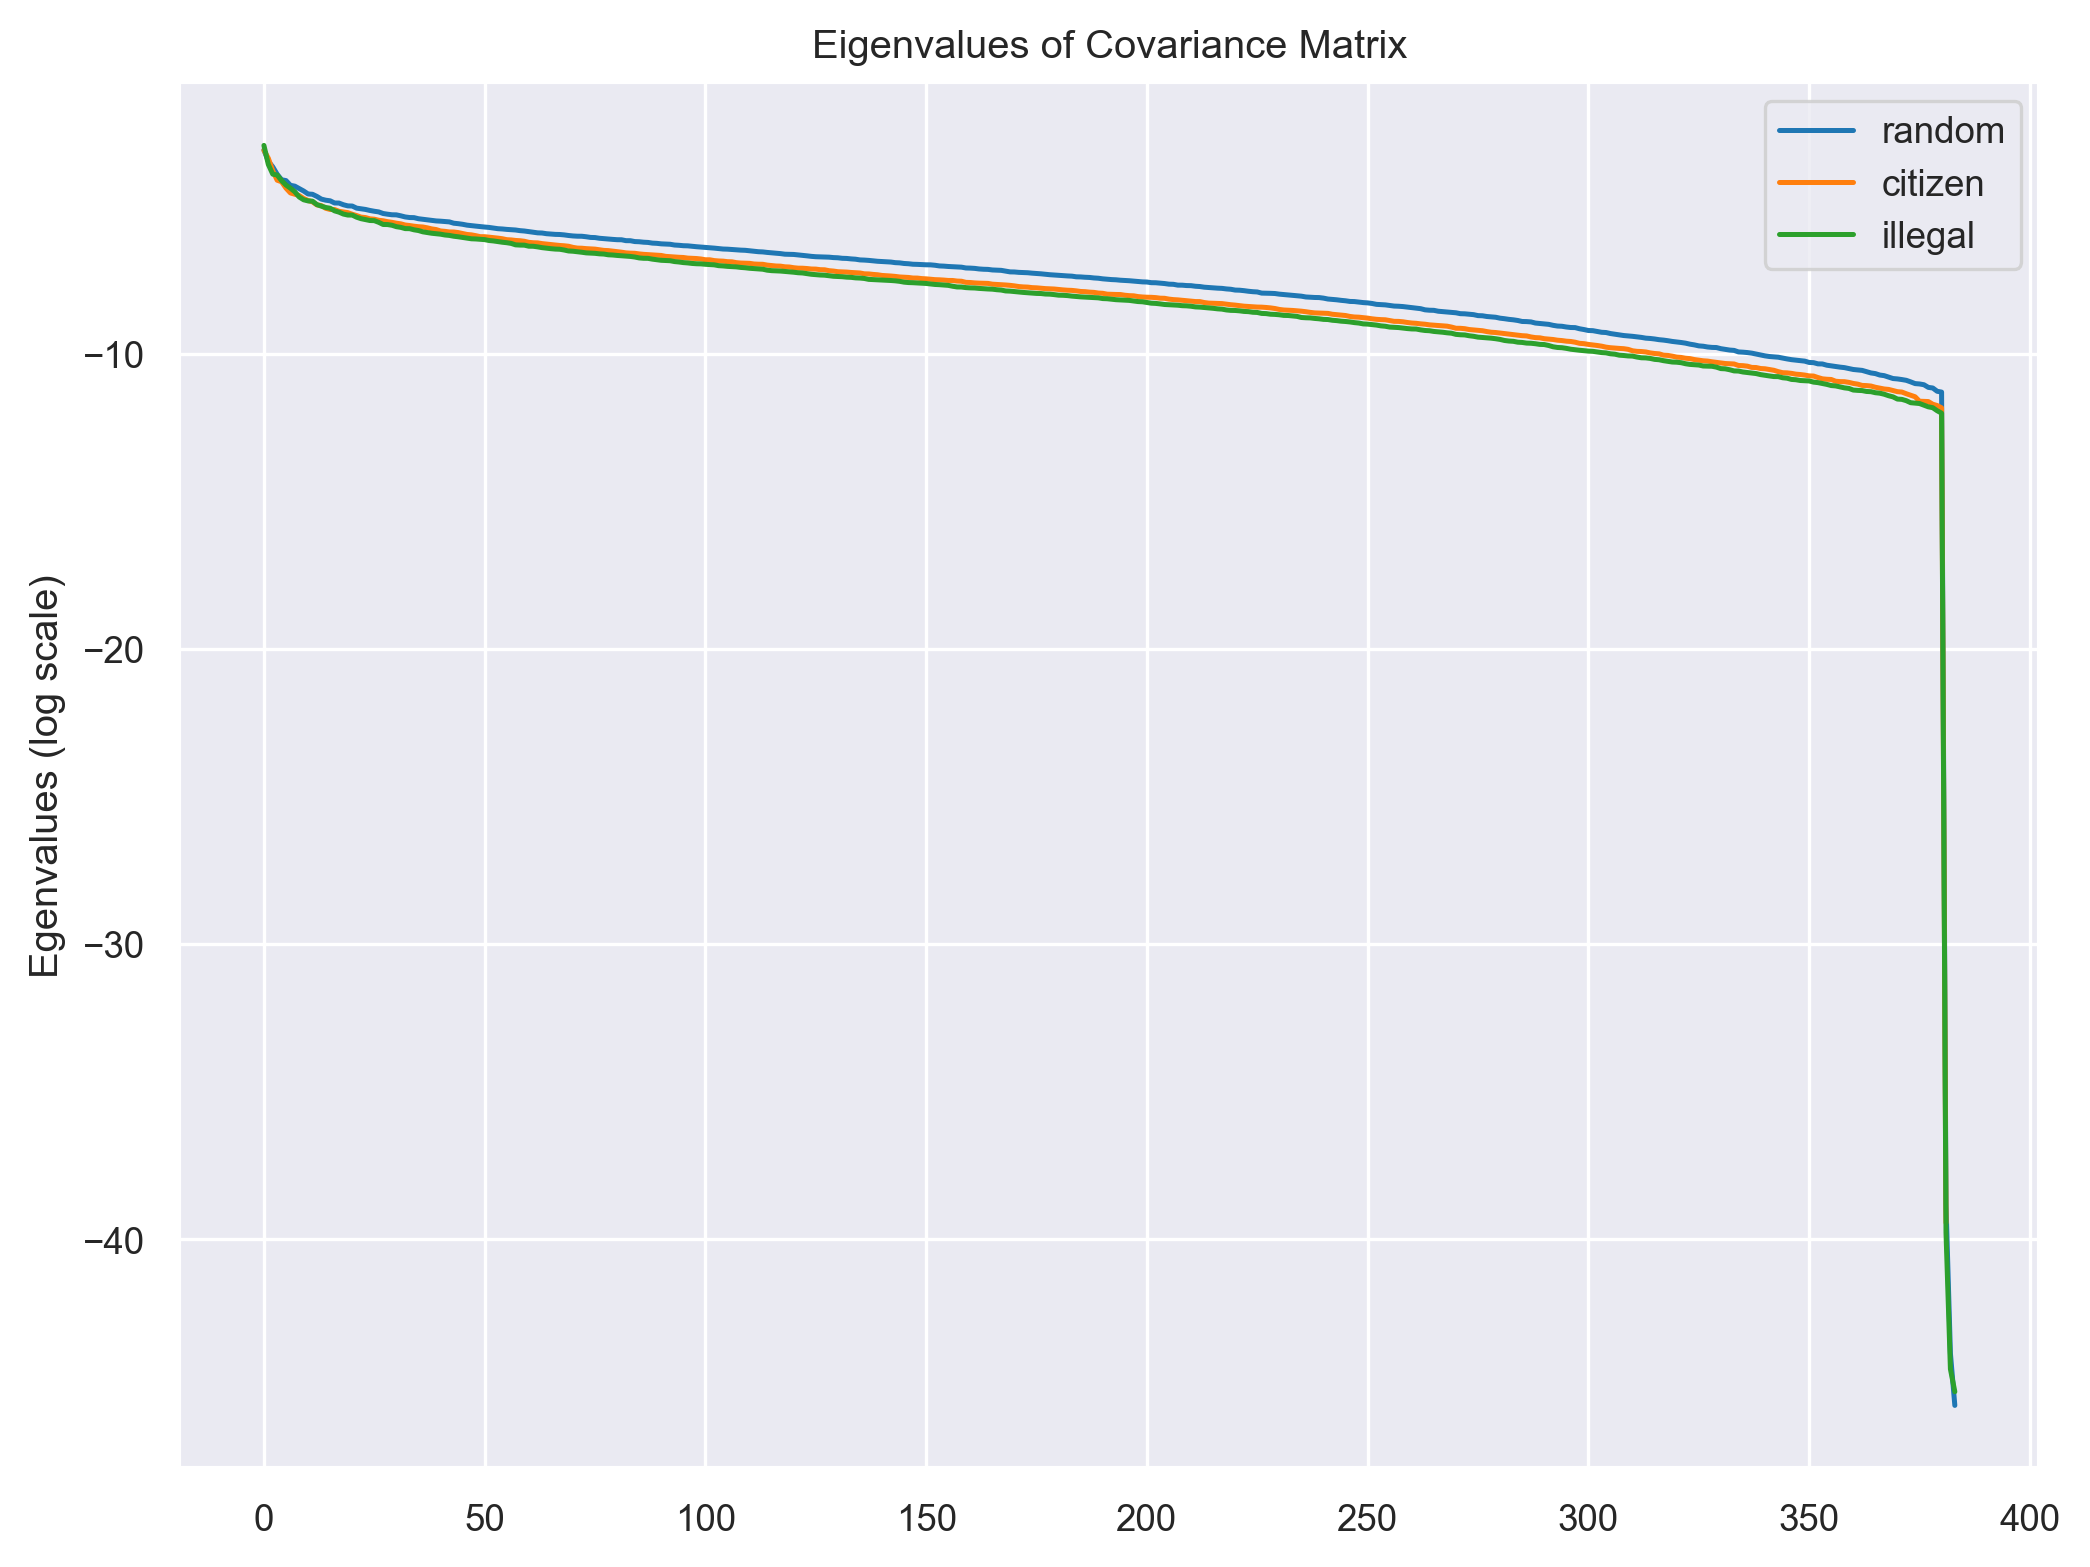 Eigenvalues of Covariance Matrix
random
citizen
illegal
Egenvalues (log scale)
−10
−20
−30
−40
0 50 100 150 200 250 300 350 400